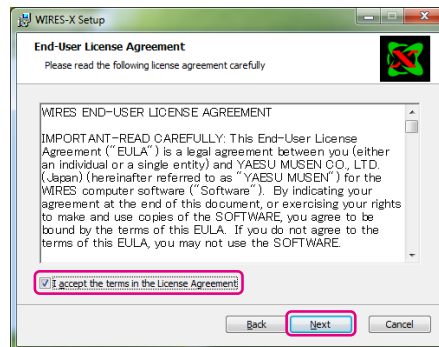 WIRES-X Setup
End-User License Agreement
Please read the following license agreement carefully
WIRES END-USER LICENSE AGREEMENT
IMPORTANT-READ CAREFULLY: This End-User License
Agreement ("EULA") is a legal agreement between you (either
an individual or a single entity) and YAESU MUSEN CO., LTD.
(Japan) (hereinafter referred to as "YAESU MUSEN") for the
WIRES computer software ("Software").  By indicating your
agreement at the end of this document, or exercising your rights
to make and use copies of the SOFTWARE, you agree to be
bound by the terms of this EULA.  If you do not agree to the
terms of this EULA, you may not use the SOFTWARE.
I accept the terms in the License Agreement
Back Next Cancel